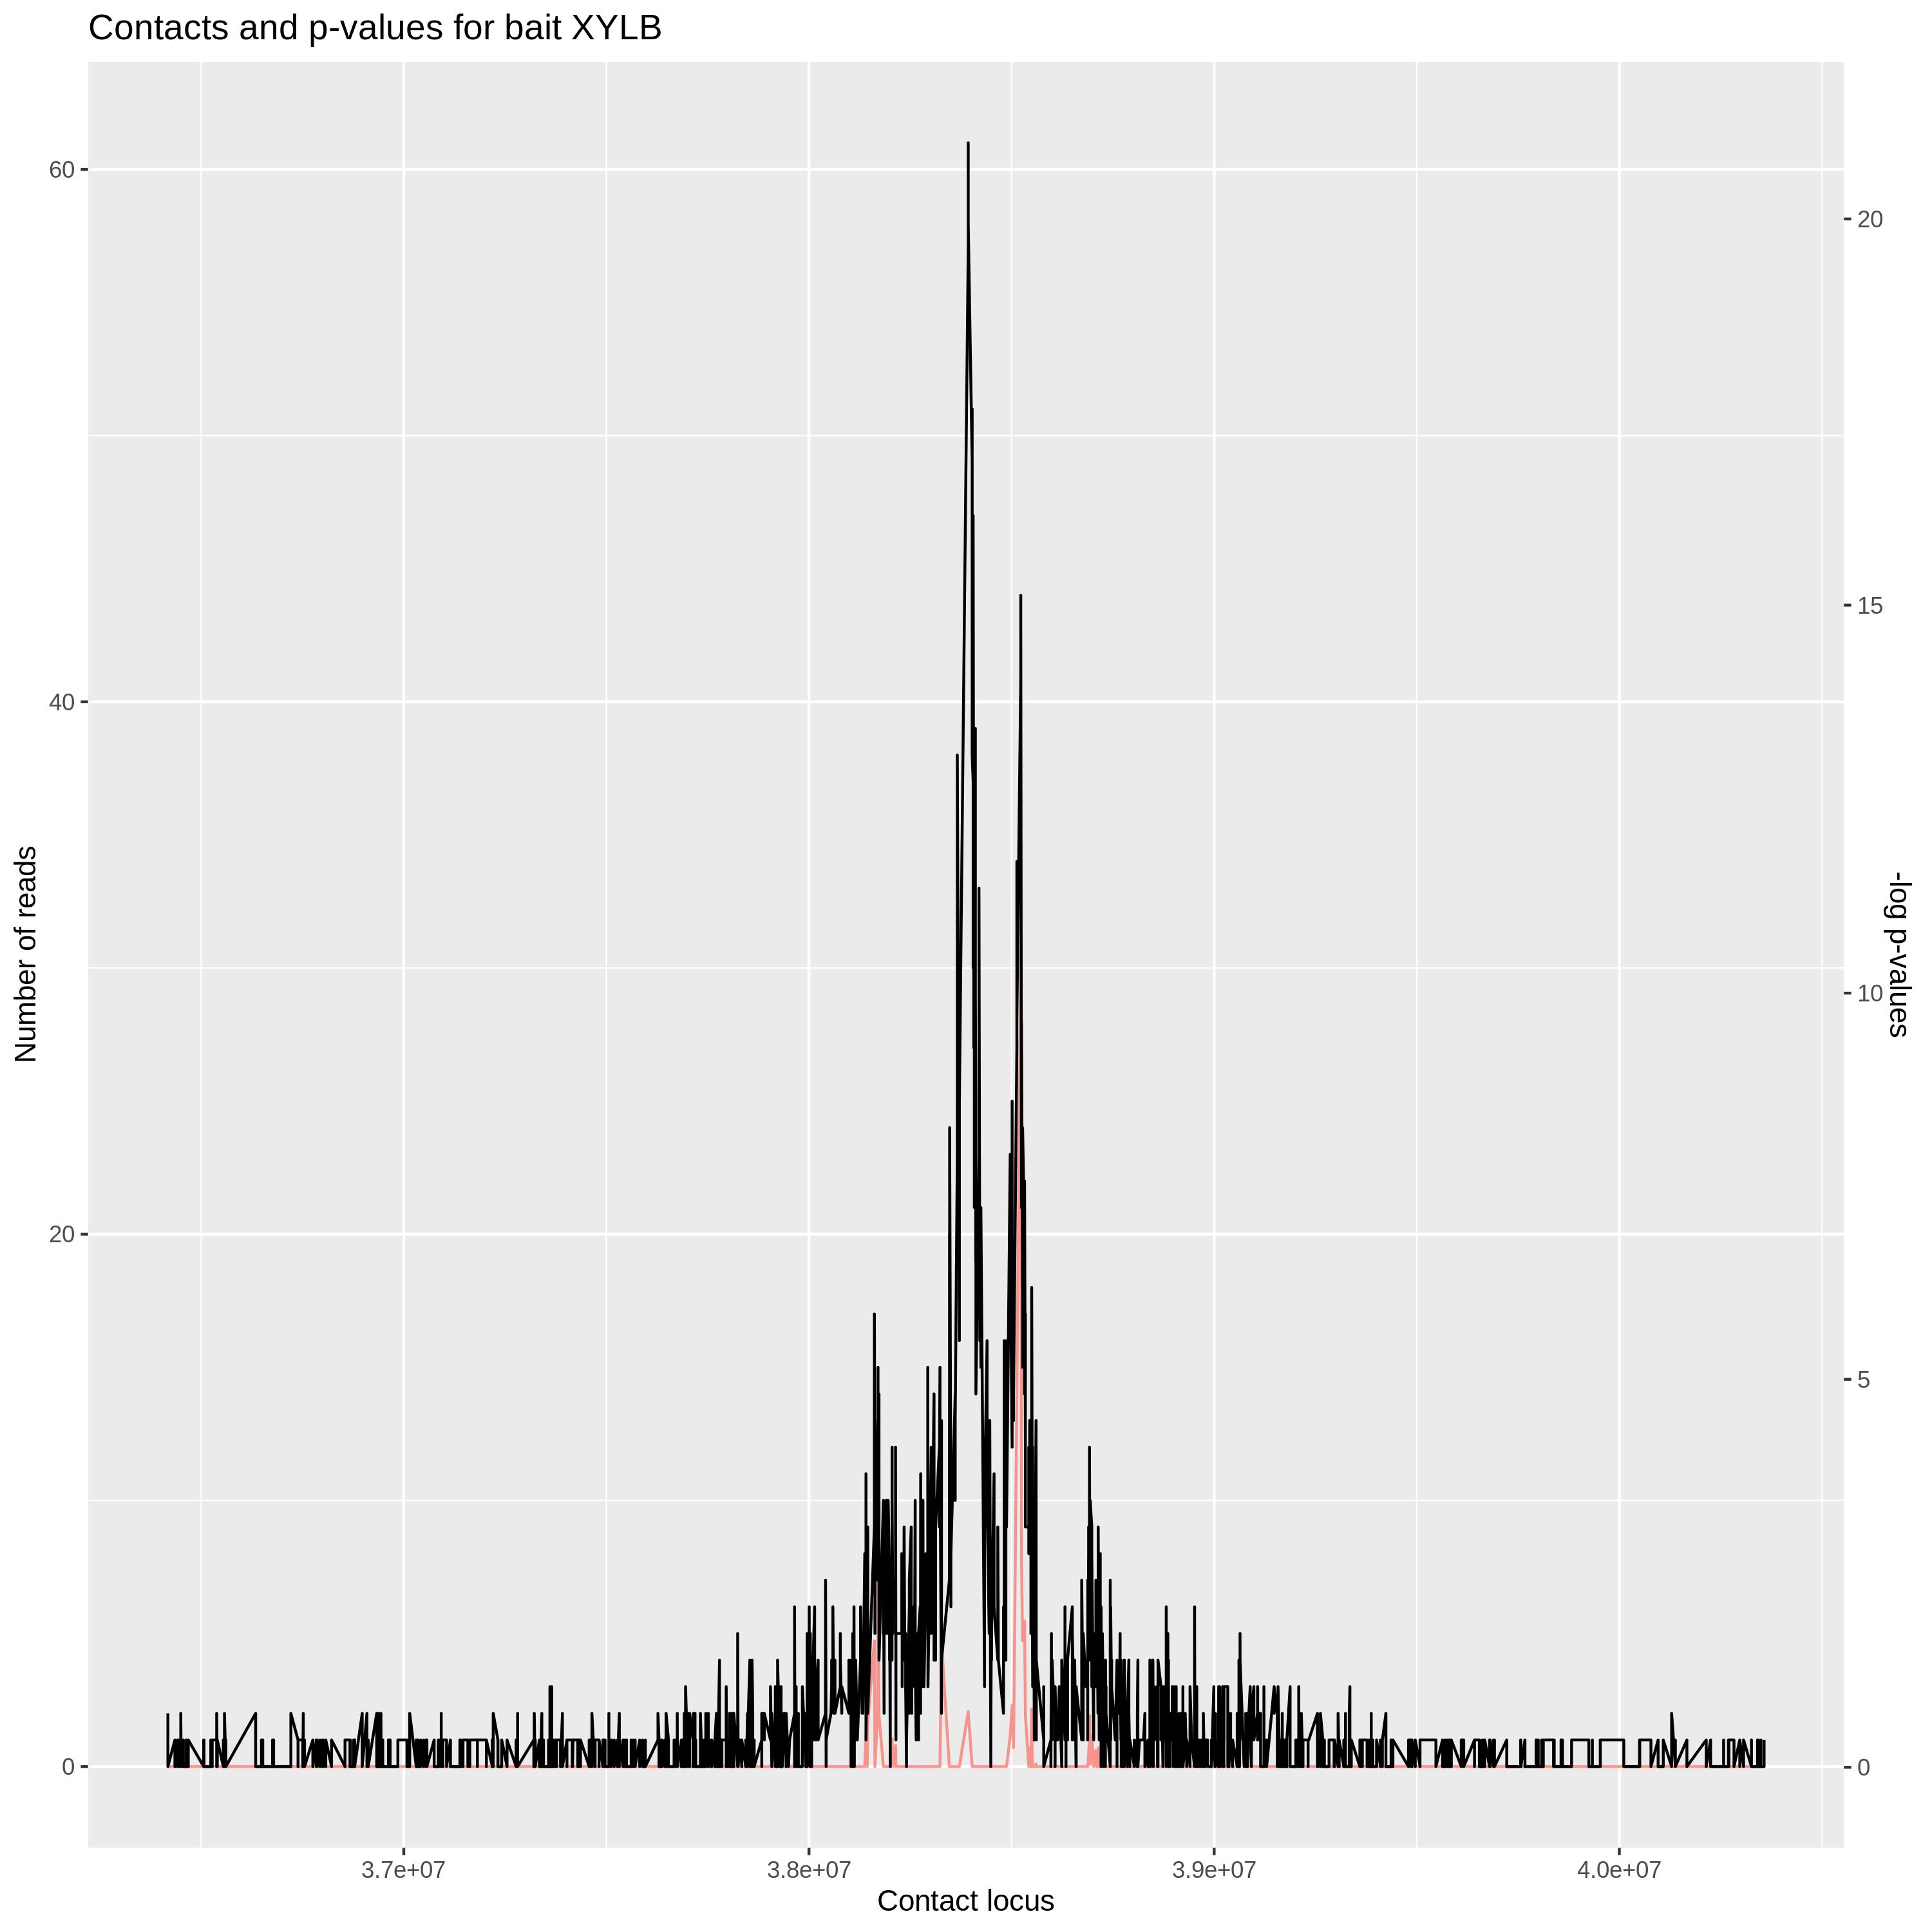 Contacts and p-values for bait XYLB
60
40
20
0
20
15
10
5
0
Number of reads
-log p-values
3.7e+07
3.8e+07
3.9e+07
4.0e+07
Contact locus